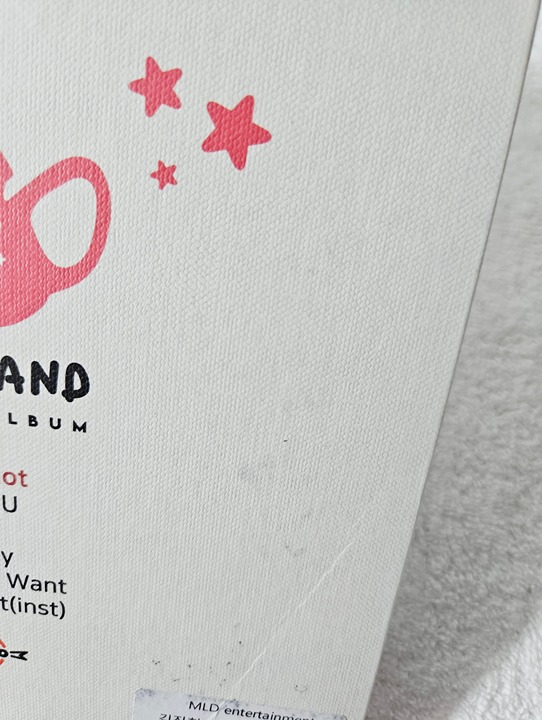 AND
LBUM
ot
U
y
Want
t(inst)
MLD entertainment